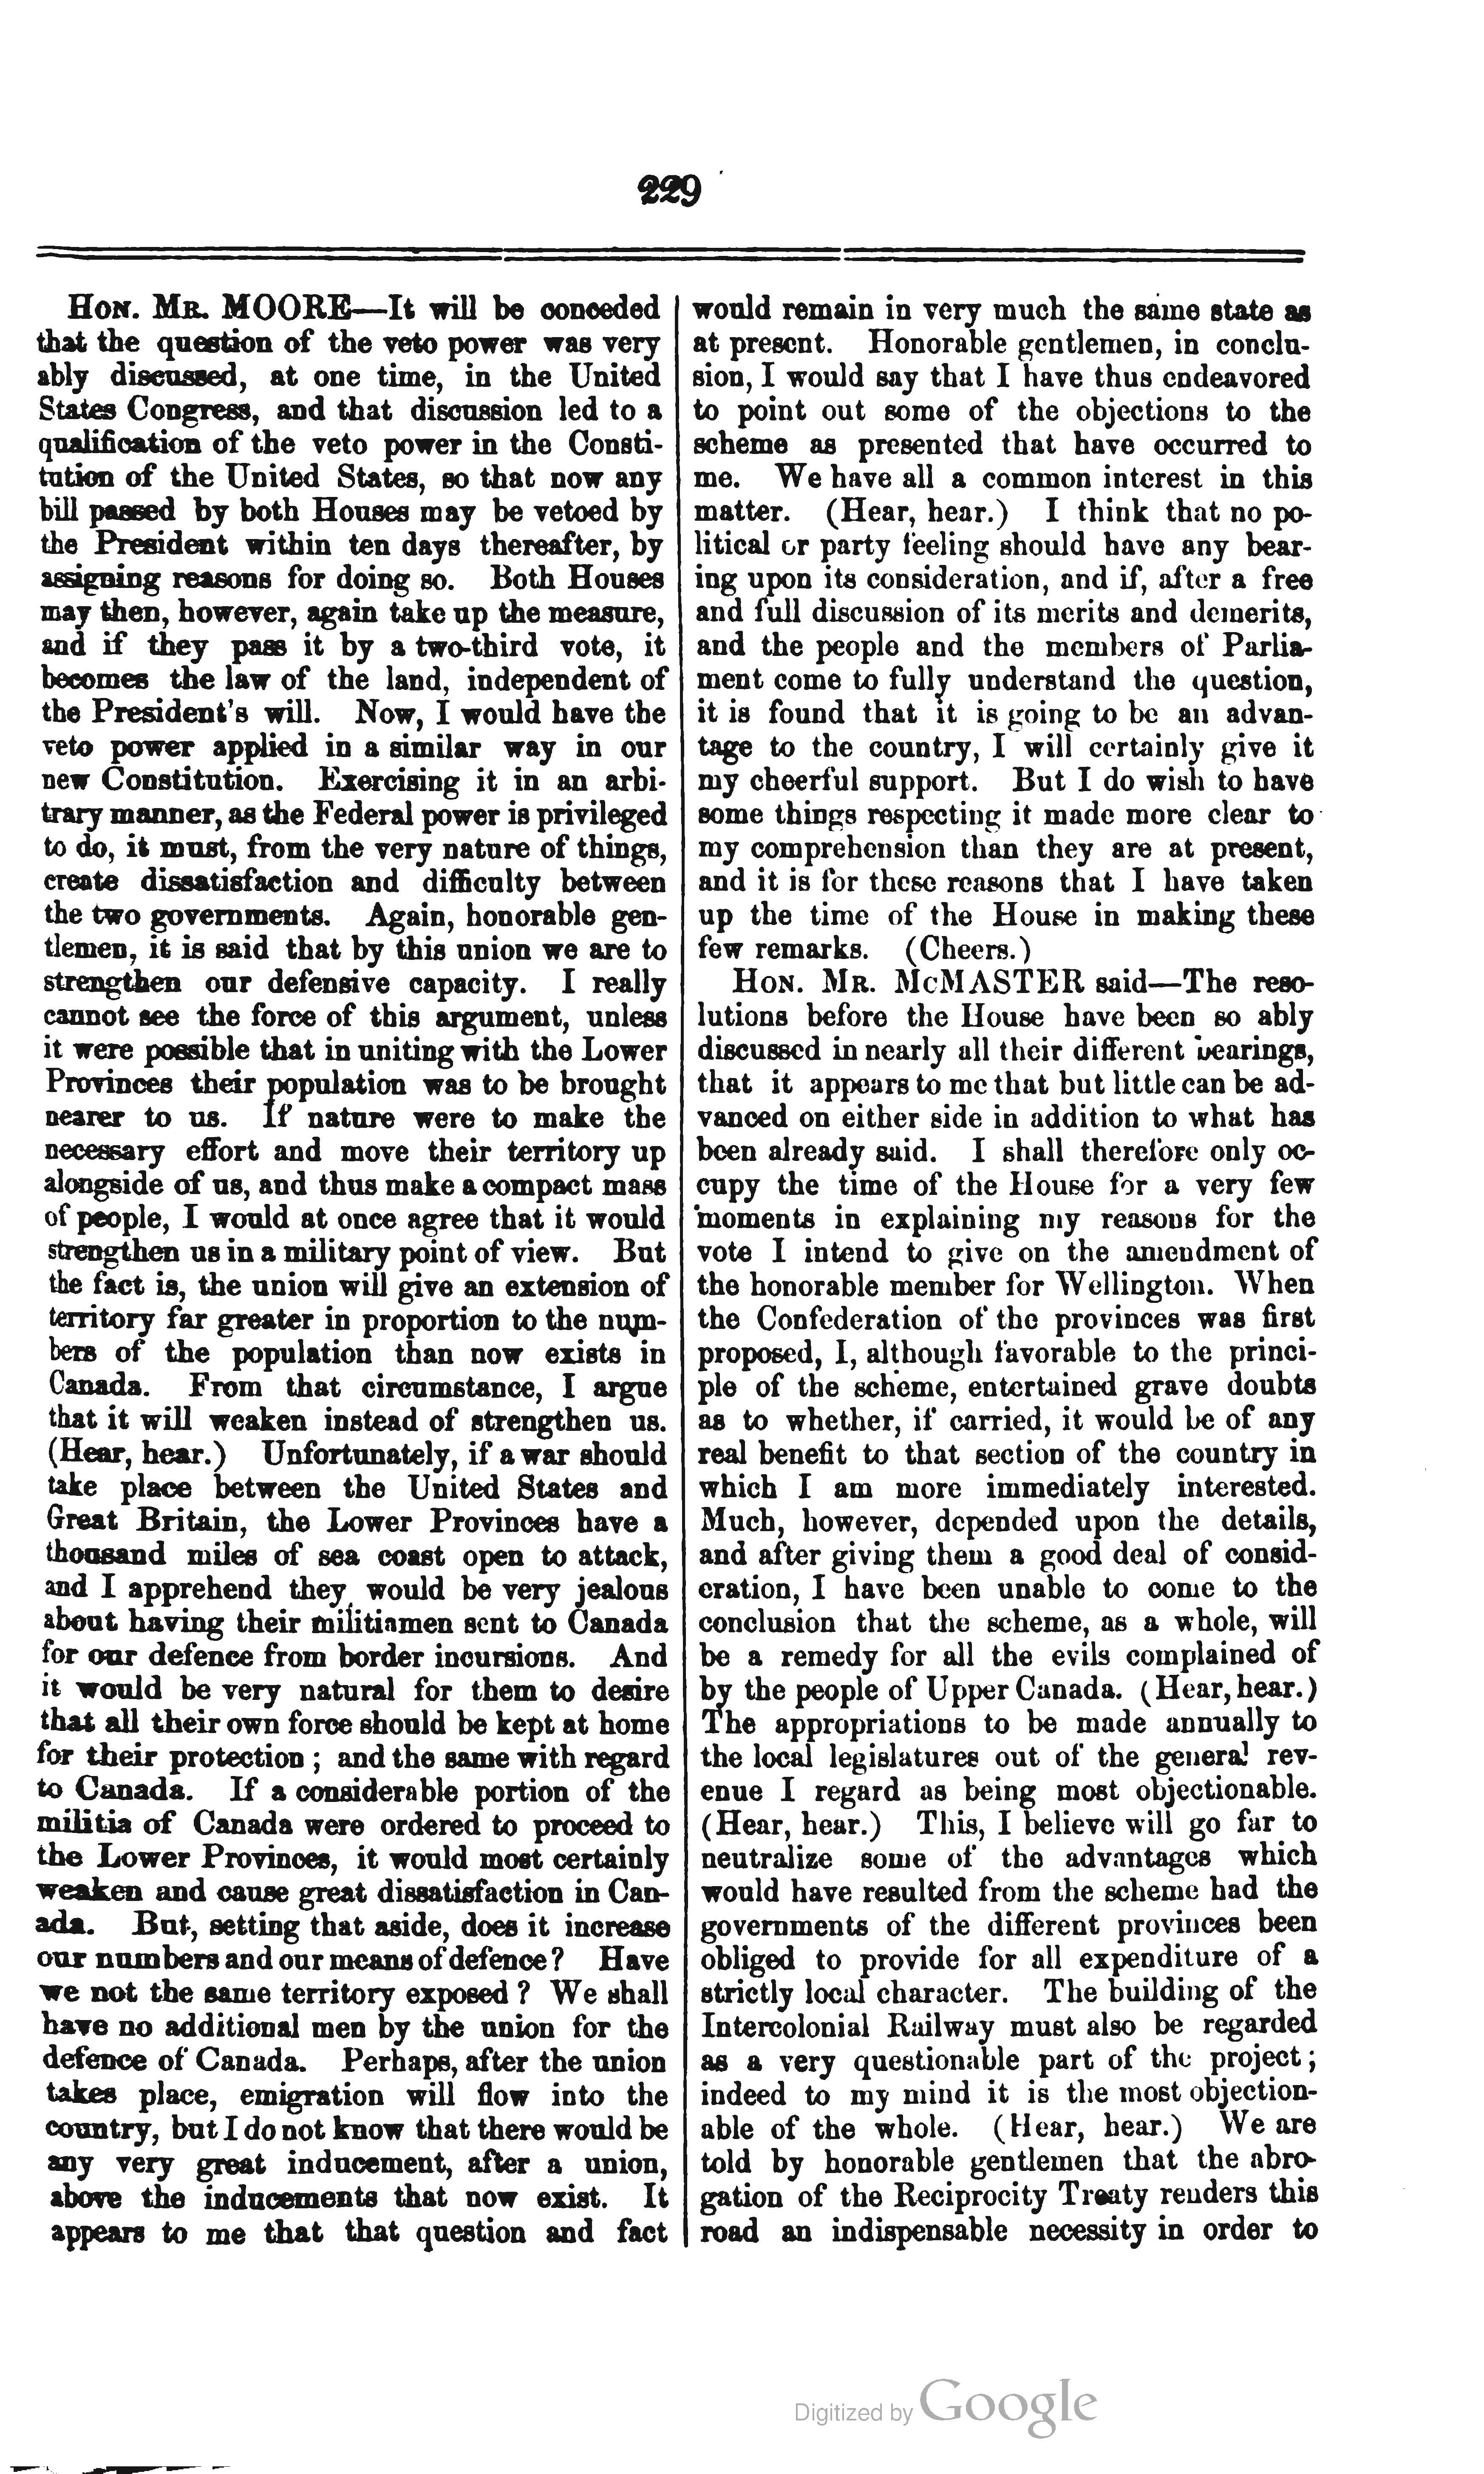 229
HON. MR. MOORE—It will be conceded
that the question of the veto power was very
ably discussed, at one time, in the United
States Congress, and that discussion led to a
qualification of the veto power in the Consti-
tution of the United States, so that now any
bill passed by both Houses may be vetoed by
the President within ten days thereafter, by
assigning reasons for doing so. Both Houses
may then, however, again take up the measure,
and if they pass it by a two-third vote, it
becomes the law of the land, independent of
the President's will. Now, I would have the
veto power applied in a similar way in our
new Constitution. Exercising it in an arbi-
trary manner, as the Federal power is privileged
to do, it must, from the very nature of things,
create dissatisfaction and difficulty between
the two governments. Again, honorable gen-
tlemen, it is said that by this union we are to
strengthen our defensive capacity. I really
cannot see the force of this argument, unless
it were possible that in uniting with the Lower
Provinces their population was to be brought
nearer to us. If nature were to make the
necessary effort and move their territory up
alongside of us, and thus make a compact mass
of people, I would at once agree that it would
strengthen us in a military point of view. But
the fact is, the union will give an extension of
territory far greater in proportion to the num-
bers of the population than now exists in
Canada. From that circumstance, I argue
that it will weaken instead of strengthen us.
(Hear, hear.) Unfortunately, if a war should
take place between the United States and
Great Britain, the Lower Provinces have a
thousand miles of sea coast open to attack,
and I apprehend they would be very jealous
about having their militiamen sent to Canada
for our defence from border incursions. And
it would be very natural for them to desire
that all their own force should be kept at home
for their protection; and the same with regard
to Canada. If a considerable portion of the
militia of Canada were ordered to proceed to
the Lower Provinces, it would most certainly
weaken and cause great dissatisfaction in Can-
ada. But, setting that aside, does it increase
our numbers and our means of defence? Have
we not the same territory exposed? We shall
have no additional men by the union for the
defence of Canada. Perhaps, after the union
takes place, emigration will flow into the
country, but I do not know that there would be
any very great inducement, after a union,
above the inducements that now exist. It
appears to me that that question and fact
would remain in very much the same state as
at present. Honorable gentlemen, in conclu-
sion, I would say that I have thus endeavored
to point out some of the objections to the
scheme as presented that have occurred to
me. We have all a common interest in this
matter. (Hear, hear.) I think that no po-
litical or party feeling should have any bear-
ing upon its consideration, and if, after a free
and full discussion of its merits and demerits,
and the people and the members of Parlia-
ment come to fully understand the question,
it is found that it is going to be an advan-
tage to the country, I will certainly give it
my cheerful support. But I do wish to have
some things respecting it made more clear to
my comprehension than they are at present,
and it is for these reasons that I have taken
up the time of the House in making these
few remarks. (Cheers.)
HON. MR. McMASTER said—The reso-
lutions before the House have been so ably
discussed in nearly all their different bearings,
that it appears to me that but little can be ad-
vanced on either side in addition to what has
been already said. I shall therefore only oc-
cupy the time of the House for a very few
moments in explaining my reasons for the
vote I intend to give on the amendment of
the honorable member for Wellington. When
the Confederation of the provinces was first
proposed, I, although favorable to the princi-
ple of the scheme, entertained grave doubts
as to whether, if carried, it would be of any
real benefit to that section of the country in
which I am more immediately interested.
Much, however, depended upon the details,
and after giving them a good deal of consid-
eration, I have been unable to come to the
conclusion that the scheme, as a whole, will
be a remedy for all the evils complained of
by the people of Upper Canada. (Hear, hear.)
The appropriations to be made annually to
the local legislatures out of the general rev-
enue I regard as being most objectionable.
(Hear, hear.) This, I believe will go far to
neutralize some of the advantages which
would have resulted from the scheme had the
governments of the different provinces been
obliged to provide for all expenditure of a
strictly local character. The building of the
Intercolonial Railway must also be regarded
as a very questionable part of the project;
indeed to my mind it is the most objection-
able of the whole. (Hear, hear.) We are
told by honorable gentlemen that the abro-
gation of the Reciprocity Treaty renders this
road an indispensable necessity in order to
Digitized by Google